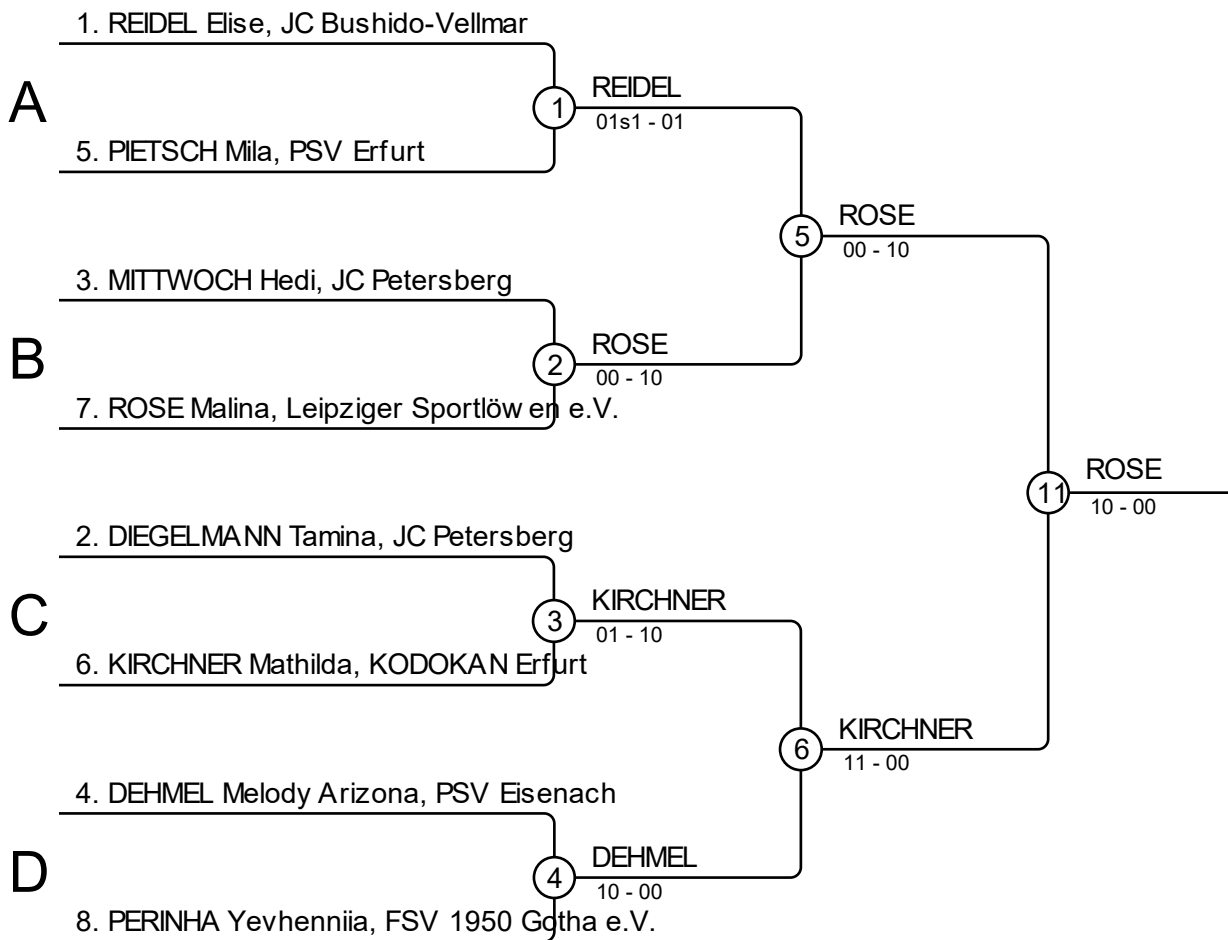 1. REIDEL Elise, JC Bushido-Vellmar
A
1
REIDEL
01s1 - 01
5. PIETSCH Mila, PSV Erfurt
5
ROSE
00 - 10
3. MITTWOCH Hedi, JC Petersberg
B
2
ROSE
00 - 10
7. ROSE Malina, Leipziger Sportlöwen e.V.
11
ROSE
10 - 00
2. DIEGELMANN Tamina, JC Petersberg
C
3
KIRCHNER
01 - 10
6. KIRCHNER Mathilda, KODOKAN Erfurt
6
KIRCHNER
11 - 00
4. DEHMEL Melody Arizona, PSV Eisenach
D
4
DEHMEL
10 - 00
8. PERINHA Yevhenniia, FSV 1950 Gotha e.V.